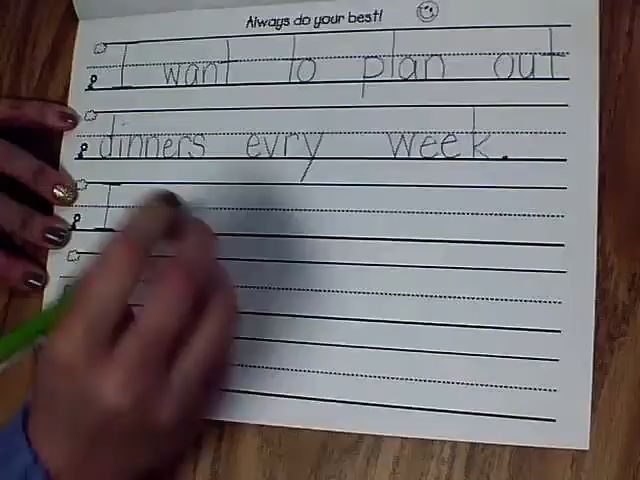 Always do your best!
I want to plan out
dinners evry week.
I